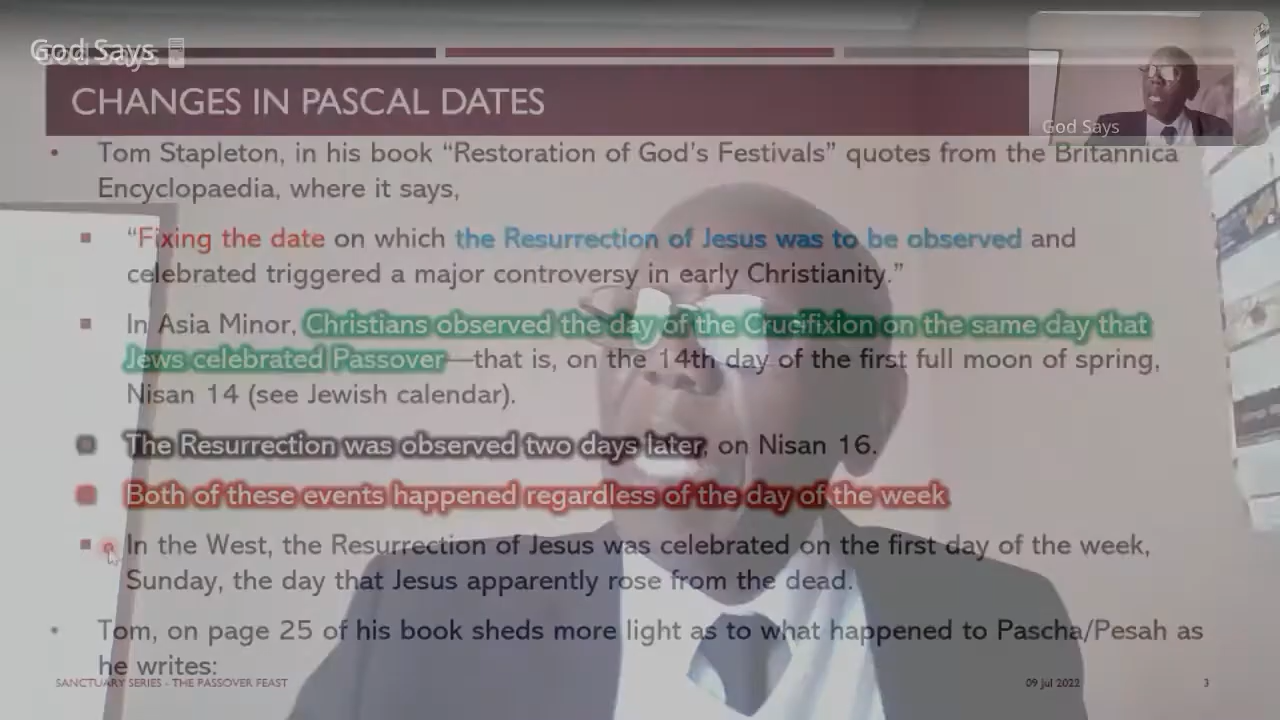 God Says
God Says
CHANGES IN PASCAL DATES
• Tom Stapleton, in his book “Restoration of God’s Festivals” quotes from the Britannica
Encyclopaedia, where it says,
▪ “Fixing the date on which the Resurrection of Jesus was to be observed and
celebrated triggered a major controversy in early Christianity.”
▪ In Asia Minor, Christians observed the day of the Crucifixion on the same day that
Jews celebrated Passover—that is, on the 14th day of the first full moon of spring,
Nisan 14 (see Jewish calendar).
▪ The Resurrection was observed two days later, on Nisan 16.
▪ Both of these events happened regardless of the day of the week
▪ In the West, the Resurrection of Jesus was celebrated on the first day of the week,
Sunday, the day that Jesus apparently rose from the dead.
• Tom, on page 25 of his book sheds more light as to what happened to Pascha/Pesah as
he writes:
SANCTUARY SERIES - THE PASSOVER FEAST
09 Jul 2022
3